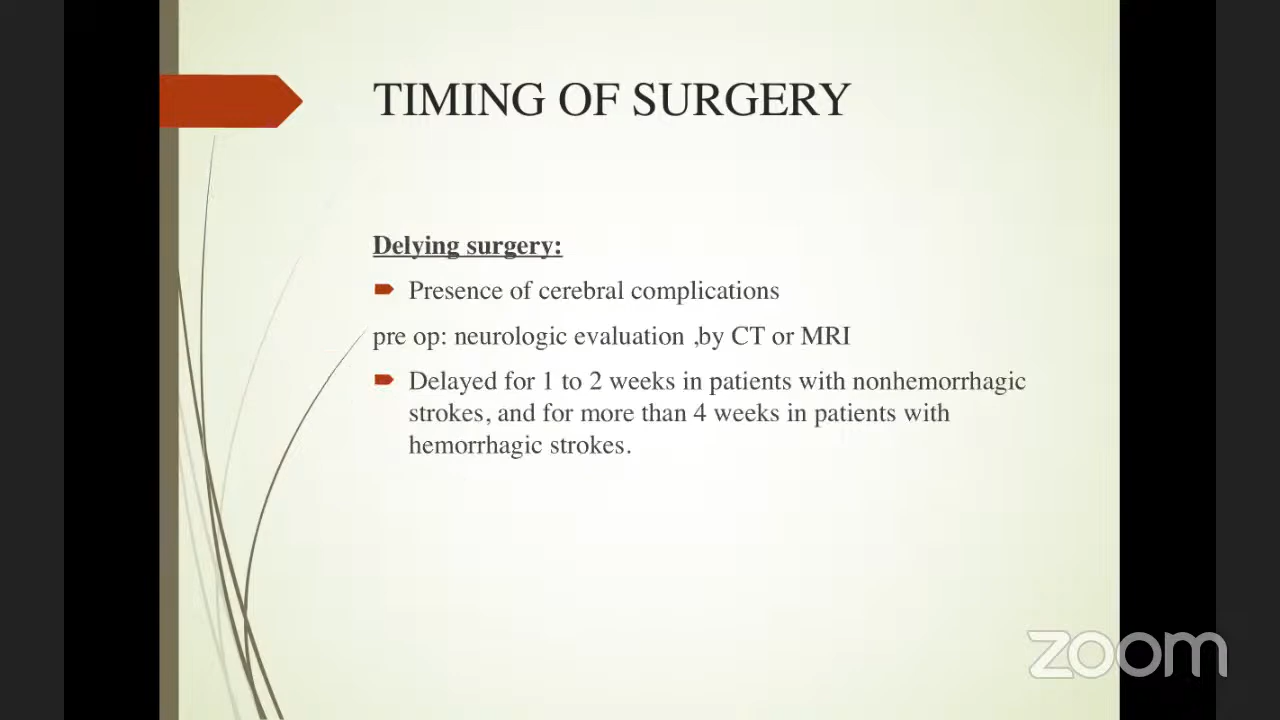 TIMING OF SURGERY
Delying surgery:
Presence of cerebral complications
pre op: neurologic evaluation ,by CT or MRI
Delayed for 1 to 2 weeks in patients with nonhemorrhagic
strokes, and for more than 4 weeks in patients with
hemorrhagic strokes.
zoom